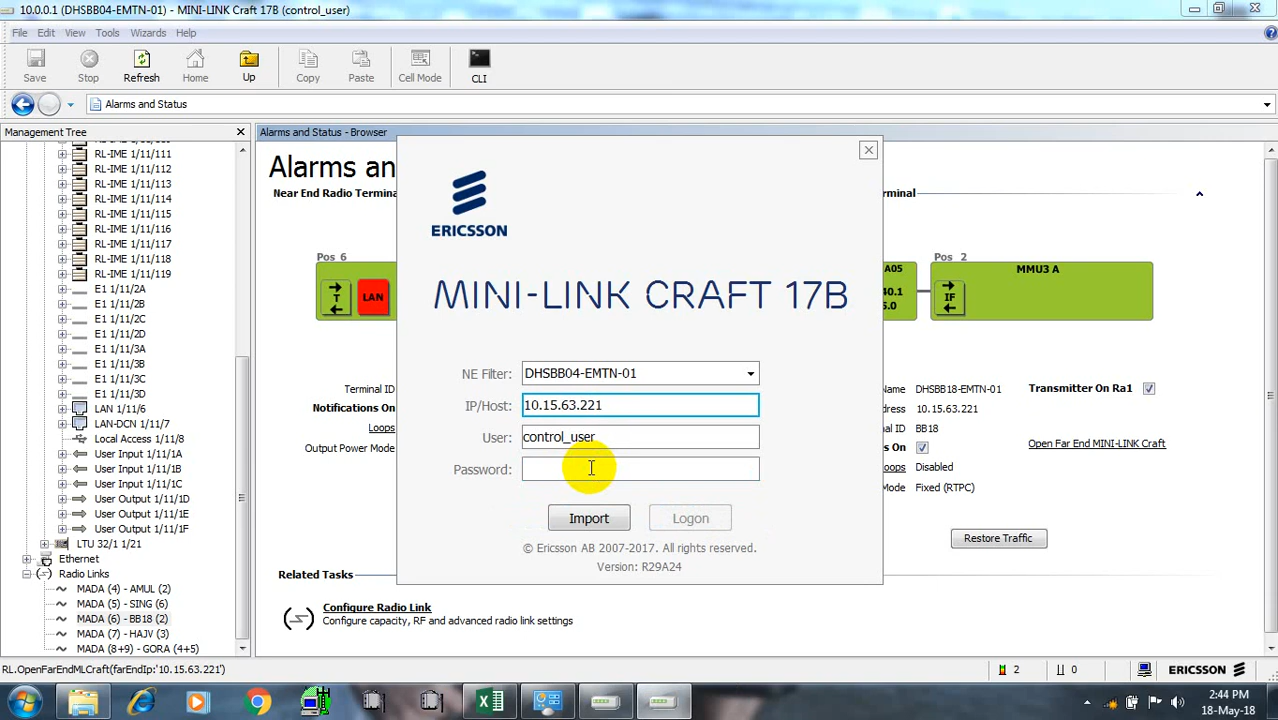 10.0.0.1 (DHSBB04-EMTN-01) - MINI-LINK Craft 17B (control_user)
File Edit View Tools Wizards Help
Save Stop Refresh Home Up Copy Paste Cell Mode CLI
Alarms and Status
Management Tree
RL-IME 1/11/111
RL-IME 1/11/112
RL-IME 1/11/113
RL-IME 1/11/114
RL-IME 1/11/115
RL-IME 1/11/116
RL-IME 1/11/117
RL-IME 1/11/118
RL-IME 1/11/119
E1 1/11/2A
E1 1/11/2B
E1 1/11/2C
E1 1/11/2D
E1 1/11/3A
E1 1/11/3B
E1 1/11/3C
E1 1/11/3D
LAN 1/11/6
LAN-DCN 1/11/7
Local Access 1/11/8
User Input 1/11/1A
User Input 1/11/1B
User Input 1/11/1C
User Output 1/11/1D
User Output 1/11/1E
User Output 1/11/1F
LTU 32/1 1/21
Ethernet
Radio Links
MADA (4) - AMUL (2)
MADA (5) - SING (6)
MADA (6) - BB18 (2)
MADA (7) - HAJV (3)
MADA (8+9) - GORA (4+5)
Alarms and Status - Browser
Alarms an
Near End Radio Termina
rminal
Pos 6
T
LAN
A05
40.1
5.0
Pos 2
MMU3 A
IF
Terminal ID
Notifications On
Loops
Output Power Mode
Name DHSBB18-EMTN-01
dress 10.15.63.221
al ID BB18
s On
oops Disabled
Mode Fixed (RTPC)
Transmitter On Ra1
Open Far End MINI-LINK Craft
Restore Traffic
Related Tasks
Configure Radio Link
Configure capacity, RF and advanced radio link settings
ERICSSON
MINI-LINK CRAFT 17B
NE Filter: DHSBB04-EMTN-01
IP/Host: 10.15.63.221
User: control_user
Password:
Import Logon
© Ericsson AB 2007-2017. All rights reserved.
Version: R29A24
RL.OpenFarEndMLCraft(farEndIp:'10.15.63.221')
2 0 ERICSSON
2:44 PM
18-May-18